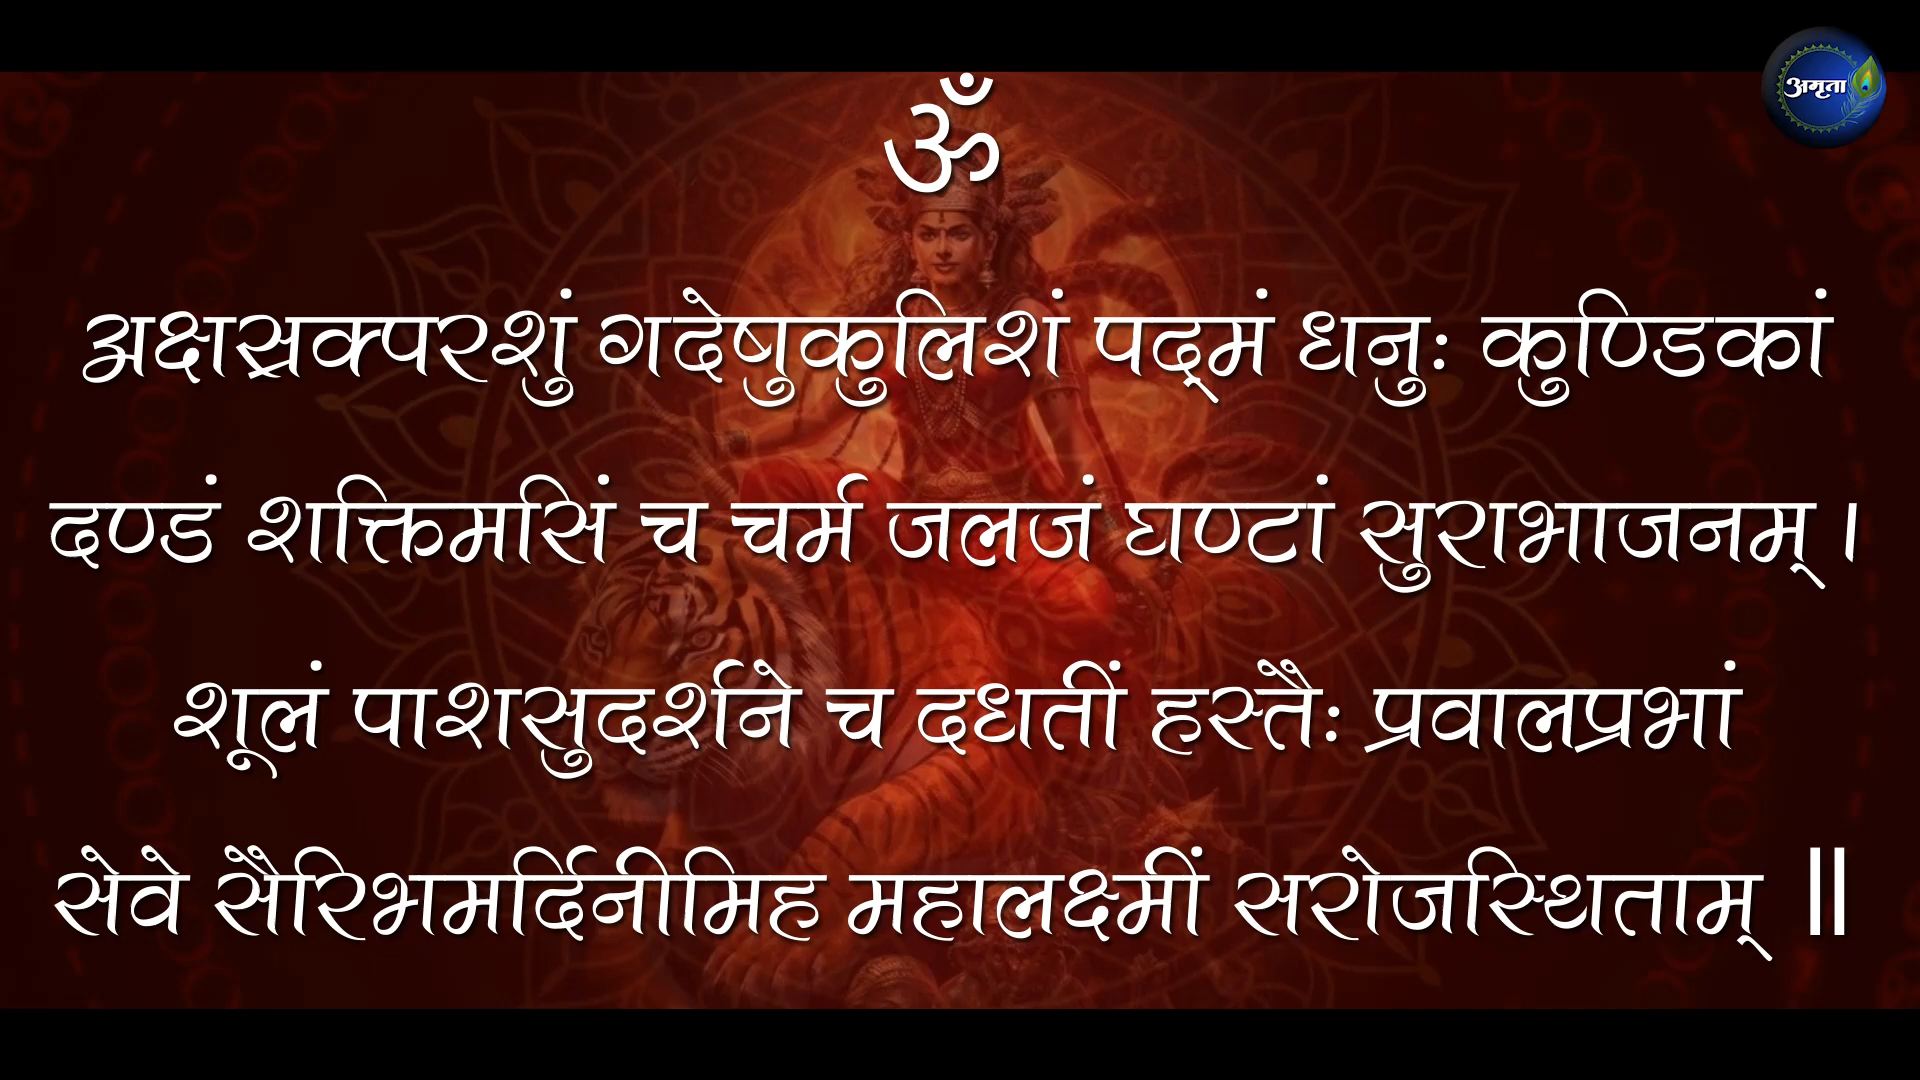 अमृता
ॐ
अक्षस्रक्परशुं गदेषुकुलिशं पद्मं धनुः कुण्डिकां
दण्डं शक्तिमसिं च चर्म जलजं घण्टां सुराभाजनम् ।
शूलं पाशसुदर्शने च दधतीं हस्तैः प्रवालप्रभां
सेवे सैरिभमर्दिनीमिह महालक्ष्मीं सरोजस्थिताम् ॥